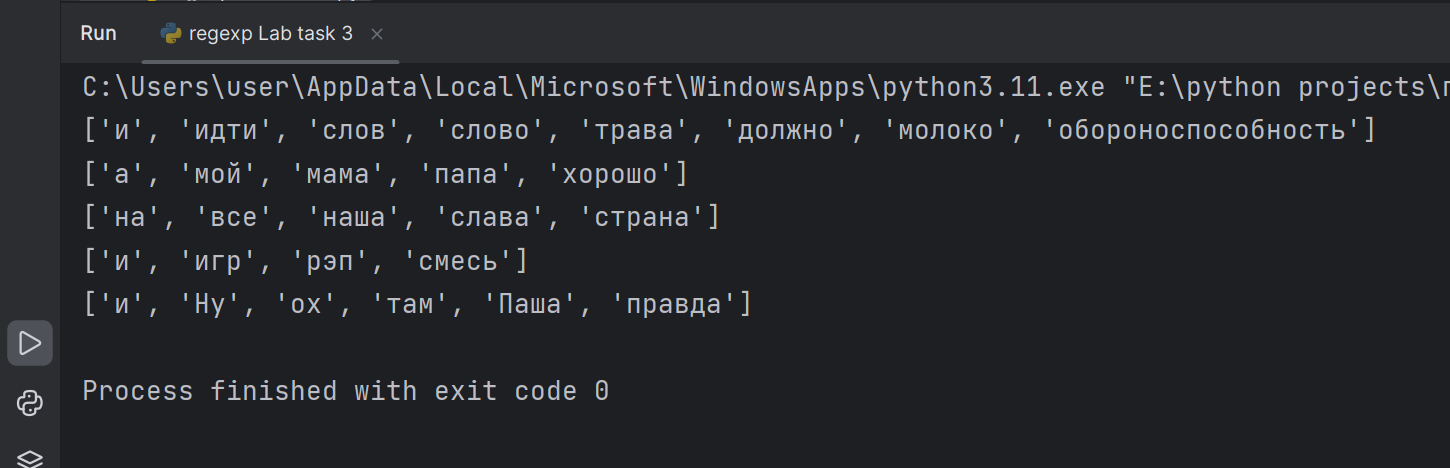 Run regexp Lab task 3
C:\Users\user\AppData\Local\Microsoft\WindowsApps\python3.11.exe "E:\python projects\
['и', 'идти', 'слов', 'слово', 'трава', 'должно', 'молоко', 'обороноспособность']
['а', 'мой', 'мама', 'папа', 'хорошо']
['на', 'все', 'наша', 'слава', 'страна']
['и', 'игр', 'рэп', 'смесь']
['и', 'Ну', 'ох', 'там', 'Паша', 'правда']
Process finished with exit code 0